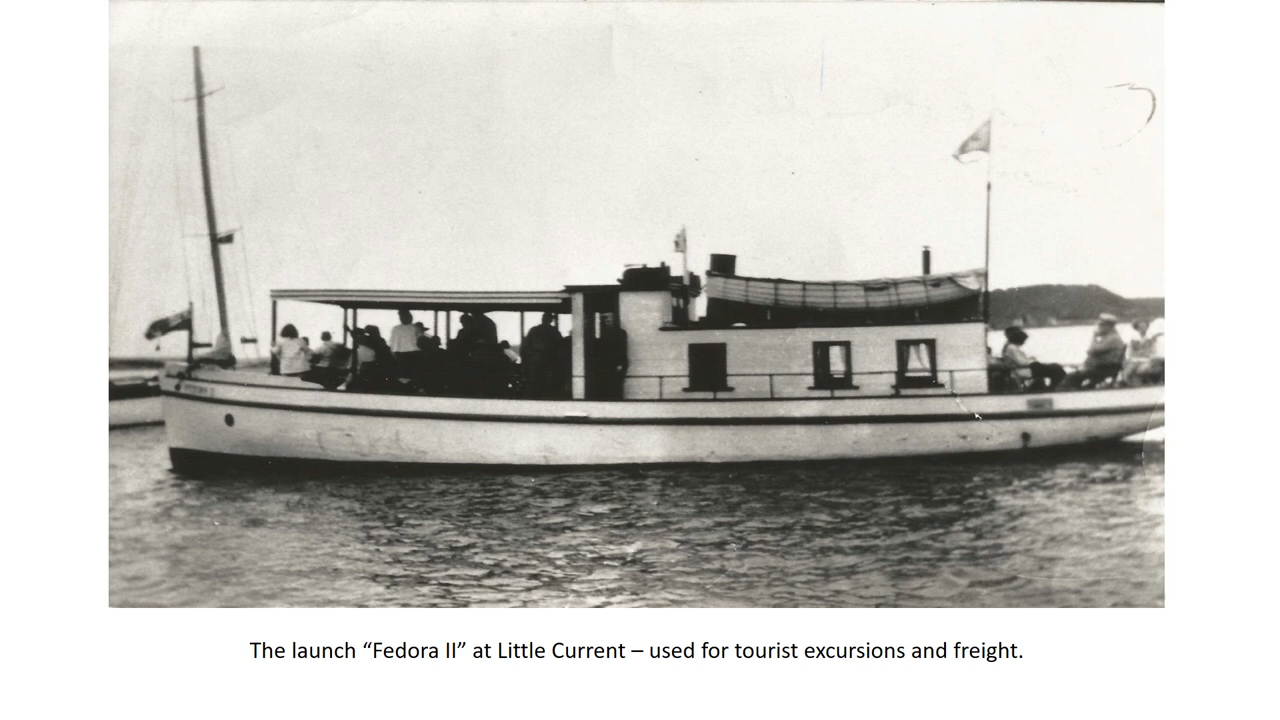 The launch “Fedora II” at Little Current – used for tourist excursions and freight.